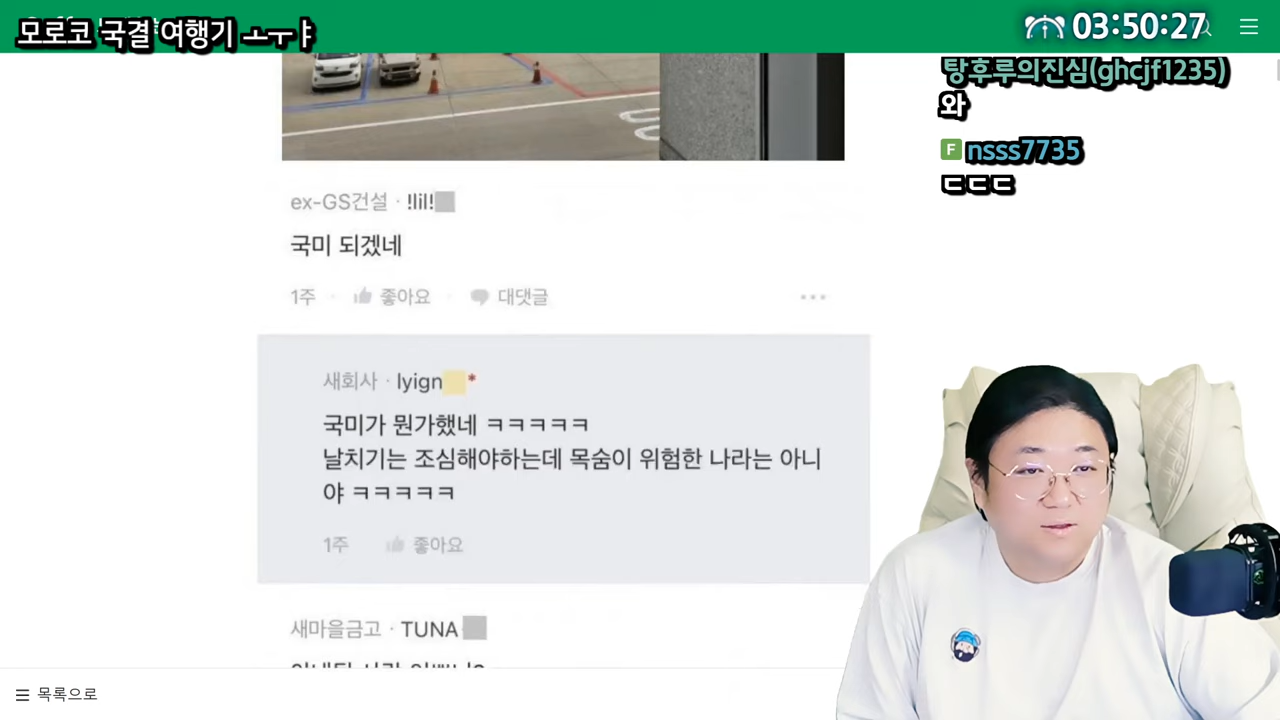 모로코 국결 여행기 ㅗㅜㅑ
03:50:27
탕후루의진심(ghcjf1235)
와
F nsss7735
ㄷㄷㄷ
ex-GS건설 · !lil!
국미 되겠네
1주 · 좋아요 · 대댓글
새회사 · lyign *
국미가 뭔가했네 ㅋㅋㅋㅋㅋ
날치기는 조심해야하는데 목숨이 위험한 나라는 아니
야 ㅋㅋㅋㅋㅋ
1주 좋아요
새마을금고 · TUNA
목록으로